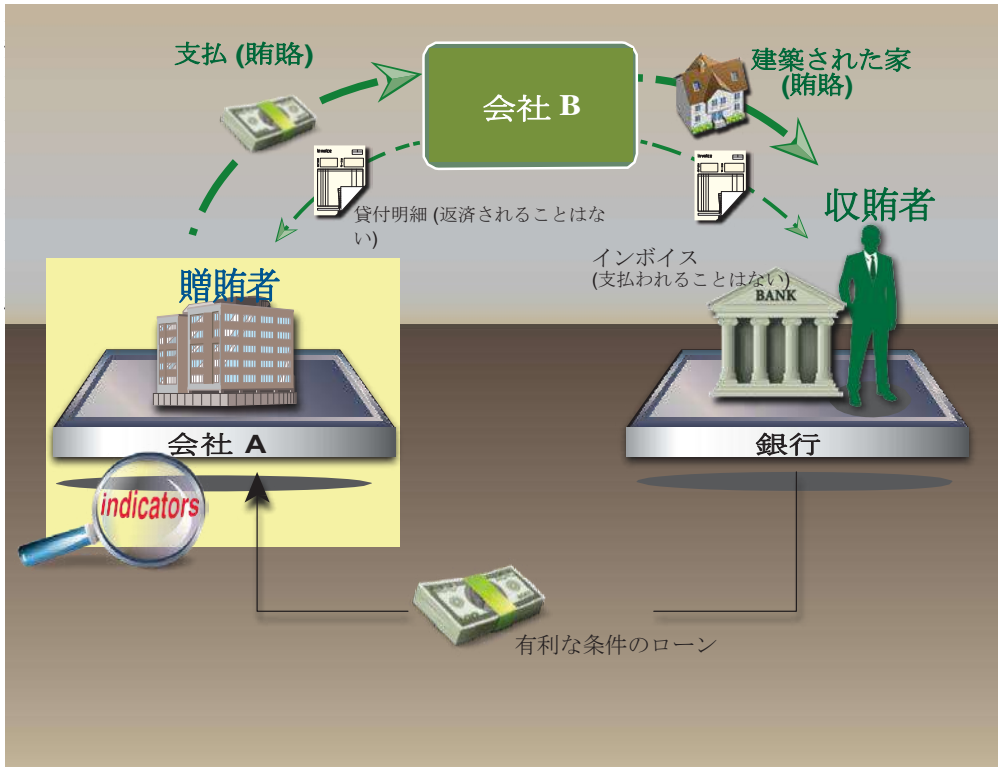 支払 (賄賂)
会社 B
建築された家
(賄賂)
Invoice
Invoice
貸付明細 (返済されることはな
い)
収賄者
インボイス
(支払われることはない)
贈賄者
BANK
会社 A
銀行
indicators
有利な条件のローン